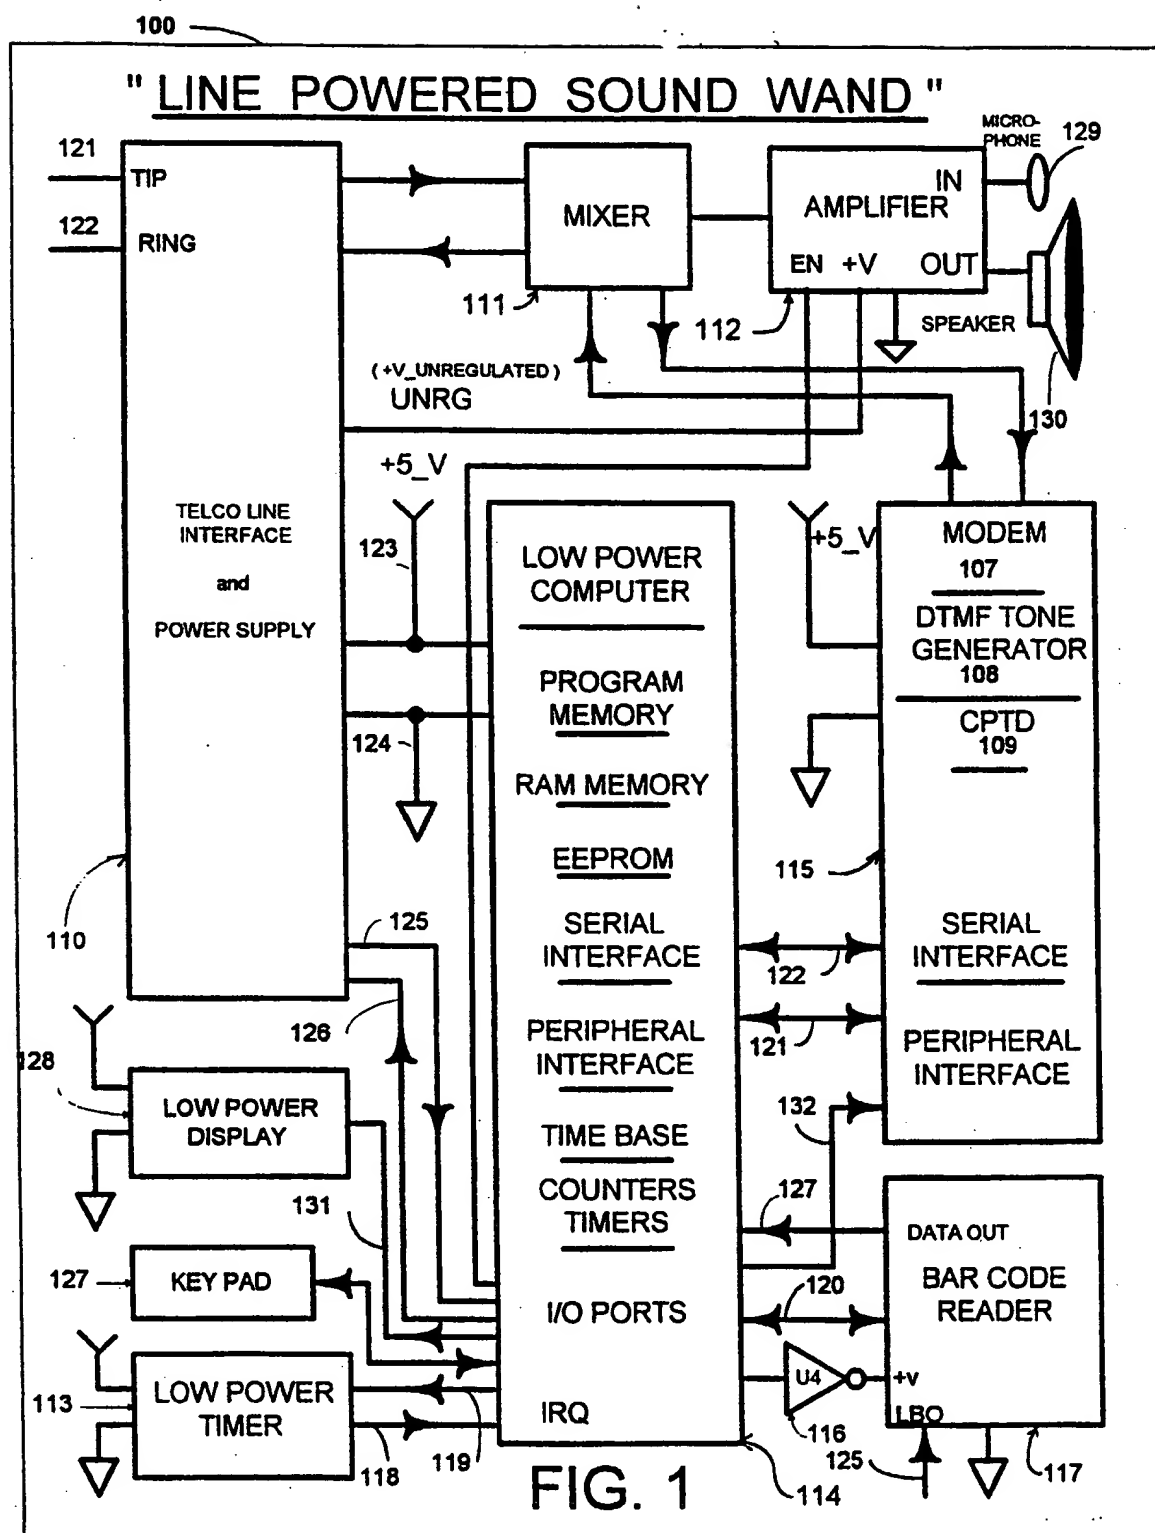 100
" LINE POWERED SOUND WAND "
121
TIP
122
RING
MIXER
111
AMPLIFIER
IN
EN +V OUT
112
MICRO-
PHONE
129
SPEAKER
130
( +V_UNREGULATED )
UNRG
TELCO LINE
INTERFACE
and
POWER SUPPLY
110
+5_V
123
124
125
126
LOW POWER
COMPUTER
PROGRAM
MEMORY
RAM MEMORY
EEPROM
SERIAL
INTERFACE
PERIPHERAL
INTERFACE
TIME BASE
COUNTERS
TIMERS
I/O PORTS
IRQ
114
+5_V
MODEM
107
DTMF TONE
GENERATOR
108
CPTD
109
115
SERIAL
INTERFACE
PERIPHERAL
INTERFACE
122
121
132
128
LOW POWER
DISPLAY
131
127
KEY PAD
113
LOW POWER
TIMER
118
119
127
DATA OUT
BAR CODE
READER
120
U4
116
+v
LBO
125
117
FIG. 1